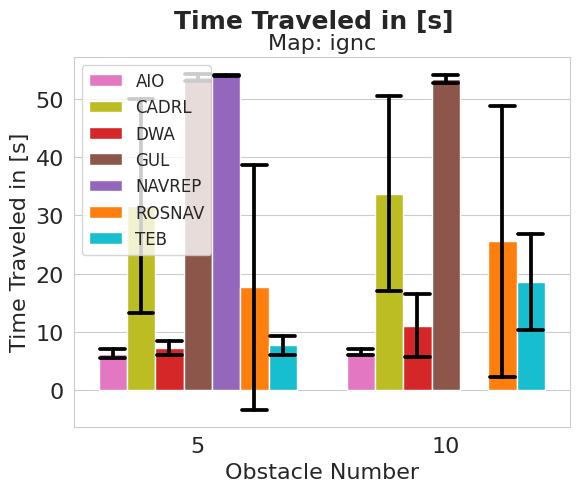 Time Traveled in [s]
Map: ignc
AIO
CADRL
DWA
GUL
NAVREP
ROSNAV
TEB
Time Traveled in [s]
50
40
30
20
10
0
5
10
Obstacle Number